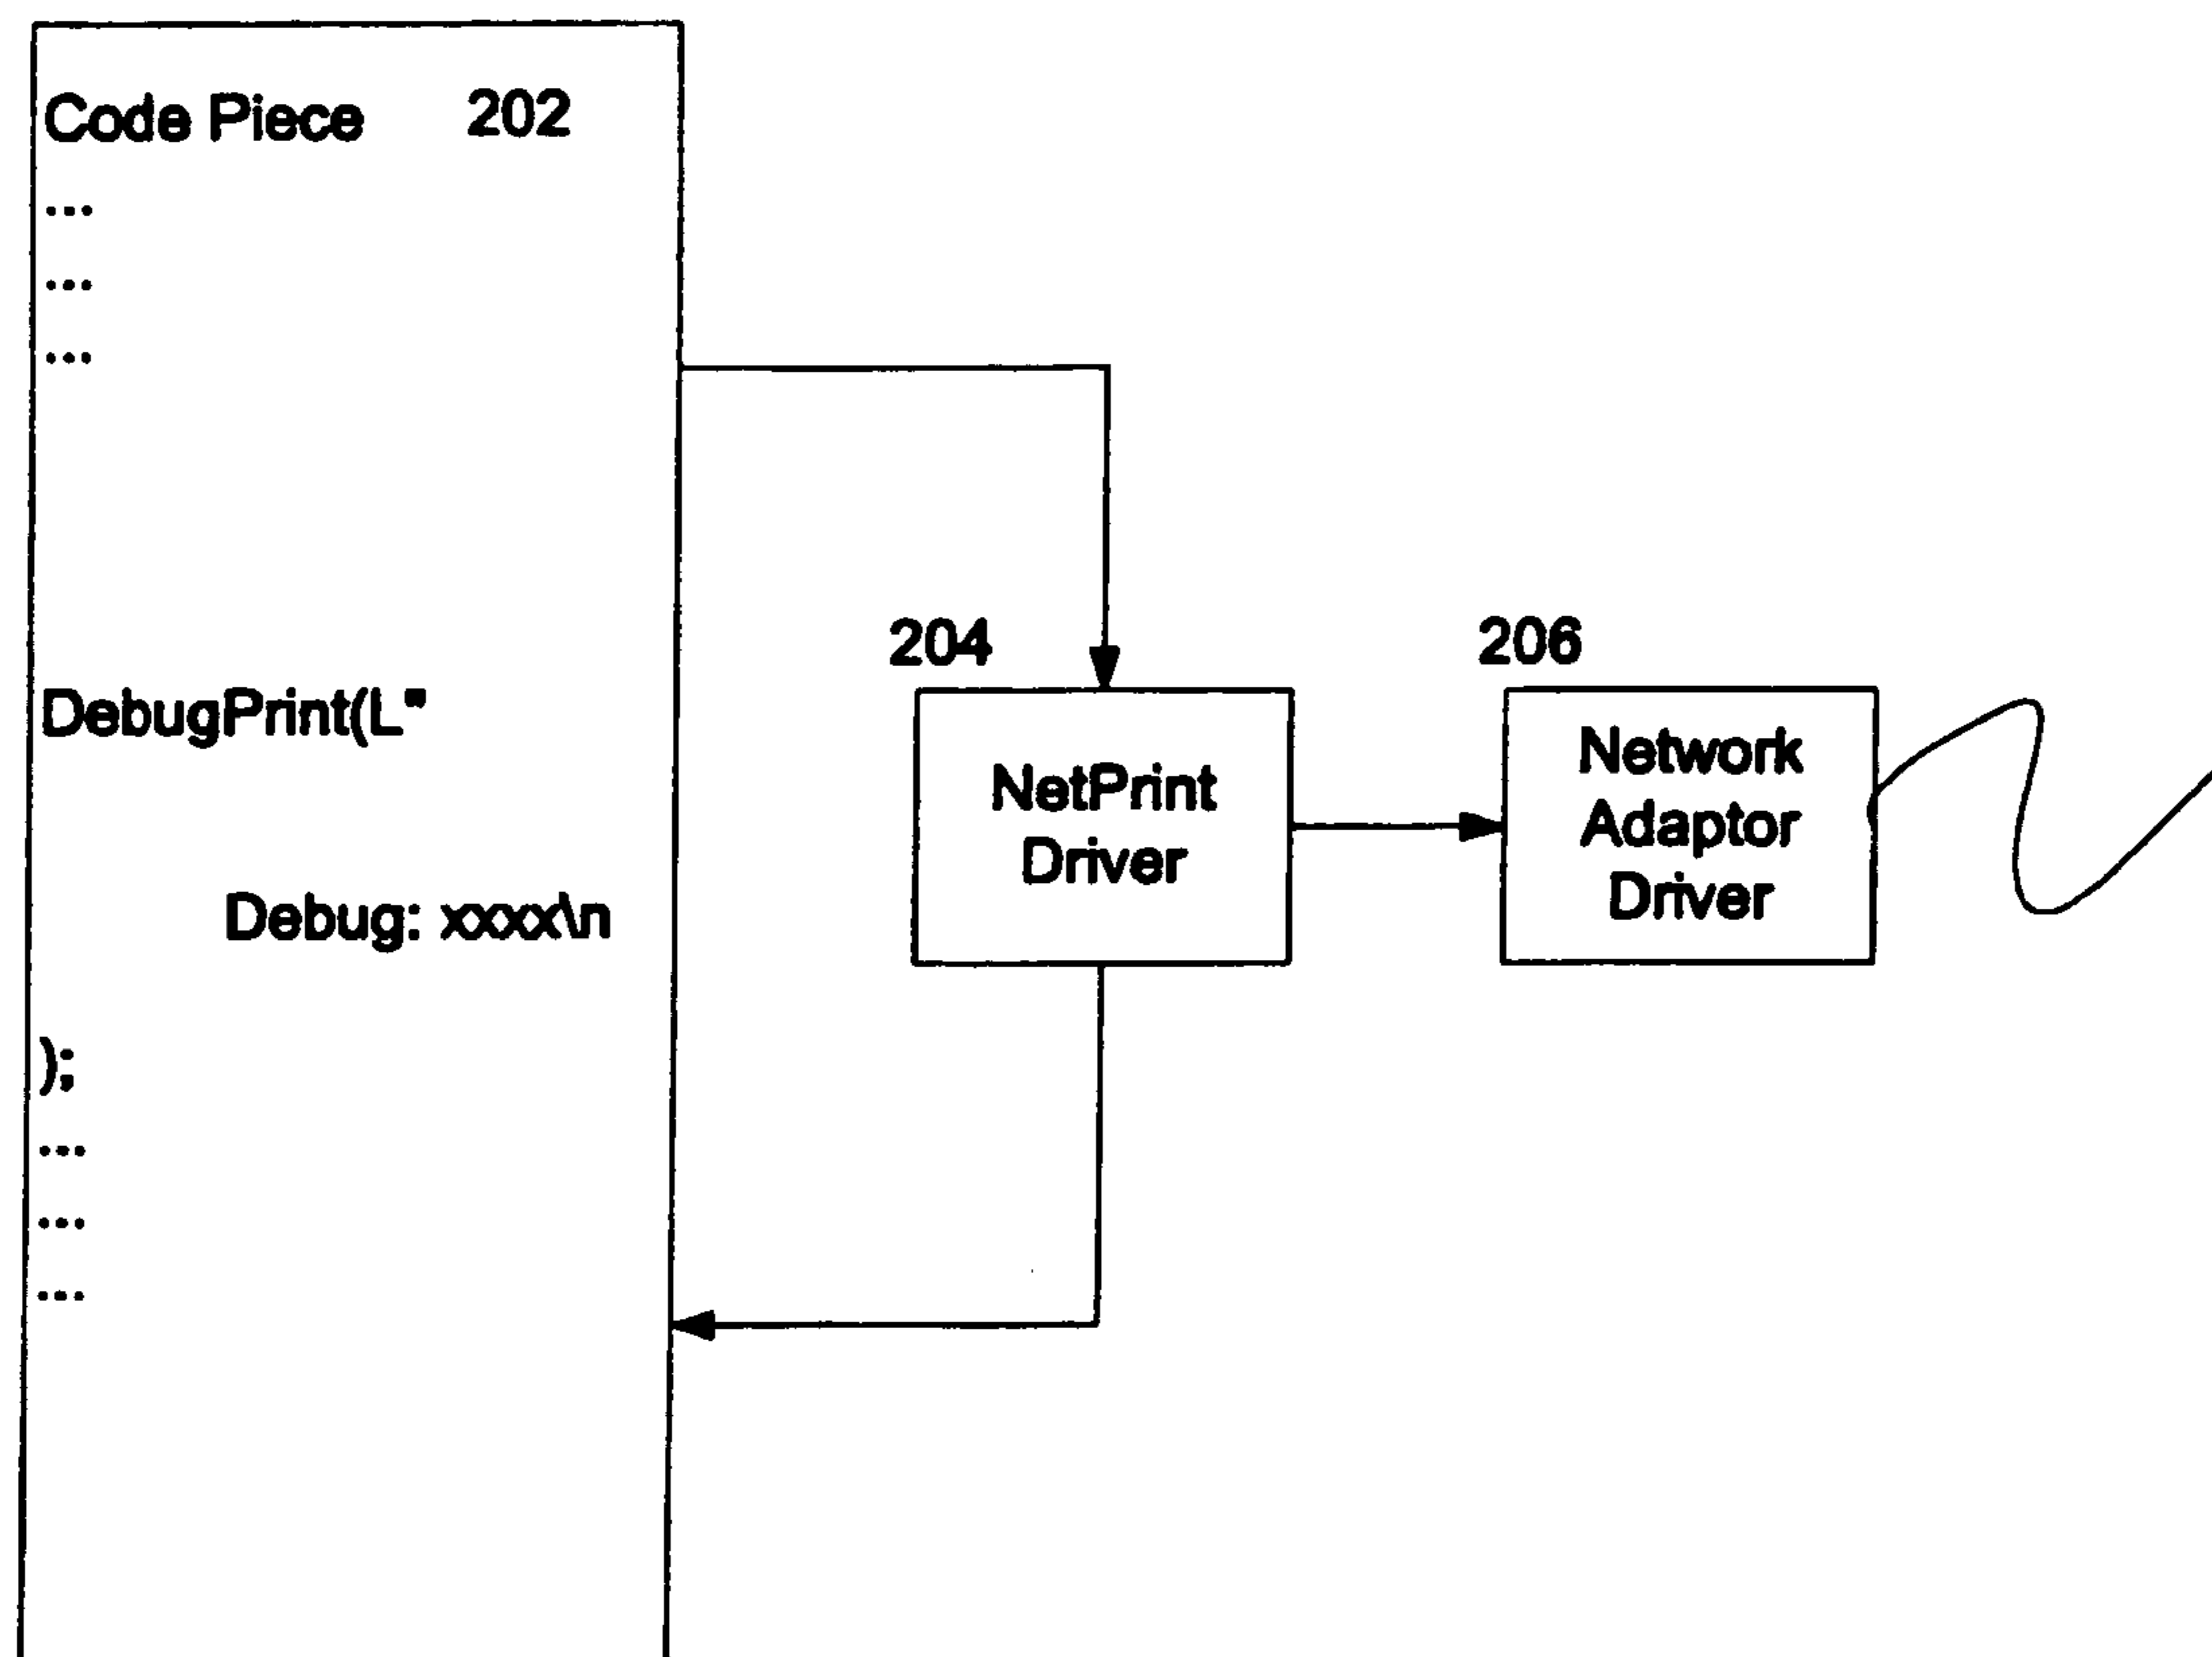 Code Piece 202
...
...
...
DebugPrint(L"
Debug: xxxx\n
);
...
...
...
204
NetPrint
Driver
206
Network
Adaptor
Driver